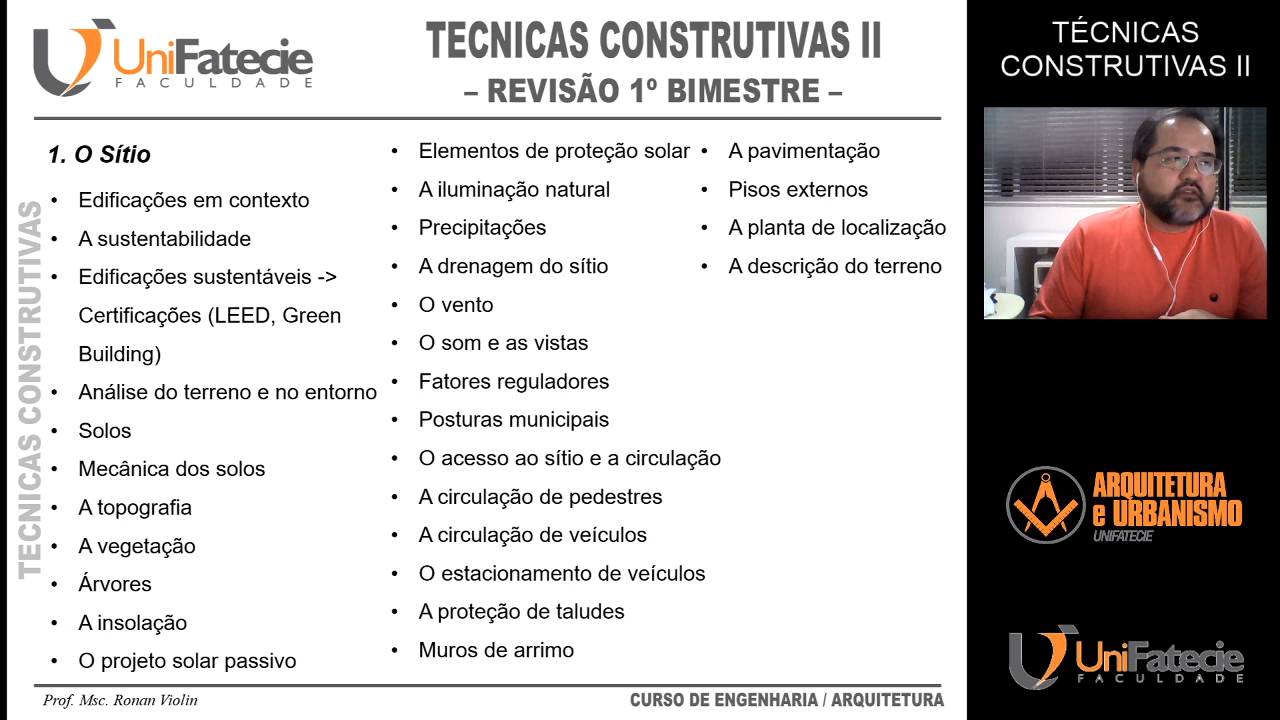 UniFatecie
FACULDADE
TECNICAS CONSTRUTIVAS II
– REVISÃO 1º BIMESTRE –
TECNICAS CONSTRUTIVAS
1. O Sítio
• Edificações em contexto
• A sustentabilidade
• Edificações sustentáveis ->
Certificações (LEED, Green
Building)
• Análise do terreno e no entorno
• Solos
• Mecânica dos solos
• A topografia
• A vegetação
• Árvores
• A insolação
• O projeto solar passivo
• Elementos de proteção solar
• A iluminação natural
• Precipitações
• A drenagem do sítio
• O vento
• O som e as vistas
• Fatores reguladores
• Posturas municipais
• O acesso ao sítio e a circulação
• A circulação de pedestres
• A circulação de veículos
• O estacionamento de veículos
• A proteção de taludes
• Muros de arrimo
• A pavimentação
• Pisos externos
• A planta de localização
• A descrição do terreno
Prof. Msc. Ronan Violin
CURSO DE ENGENHARIA / ARQUITETURA
TÉCNICAS
CONSTRUTIVAS II
ARQUITETURA
e URBANISMO
UNIFATECIE
UniFatecie
FACULDADE